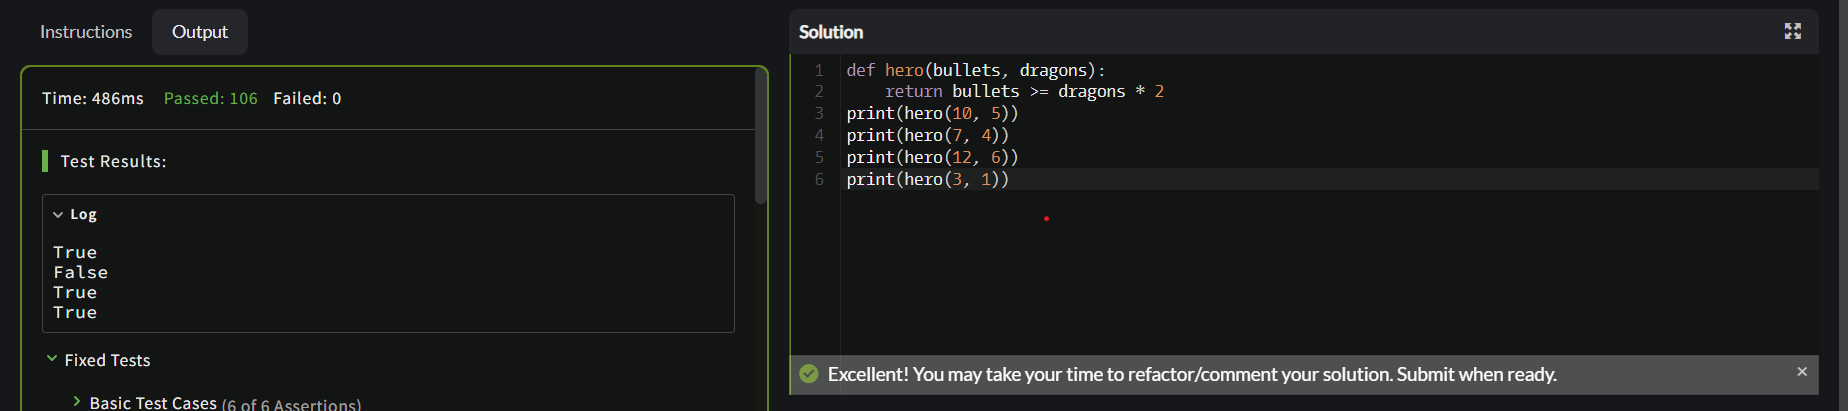 Instructions
Output
Time: 486ms Passed: 106 Failed: 0
Test Results:
Log
True
False
True
True
Fixed Tests
Basic Test Cases (6 of 6 Assertions)
Solution
1 def hero(bullets, dragons):
2     return bullets >= dragons * 2
3 print(hero(10, 5))
4 print(hero(7, 4))
5 print(hero(12, 6))
6 print(hero(3, 1))
Excellent! You may take your time to refactor/comment your solution. Submit when ready.